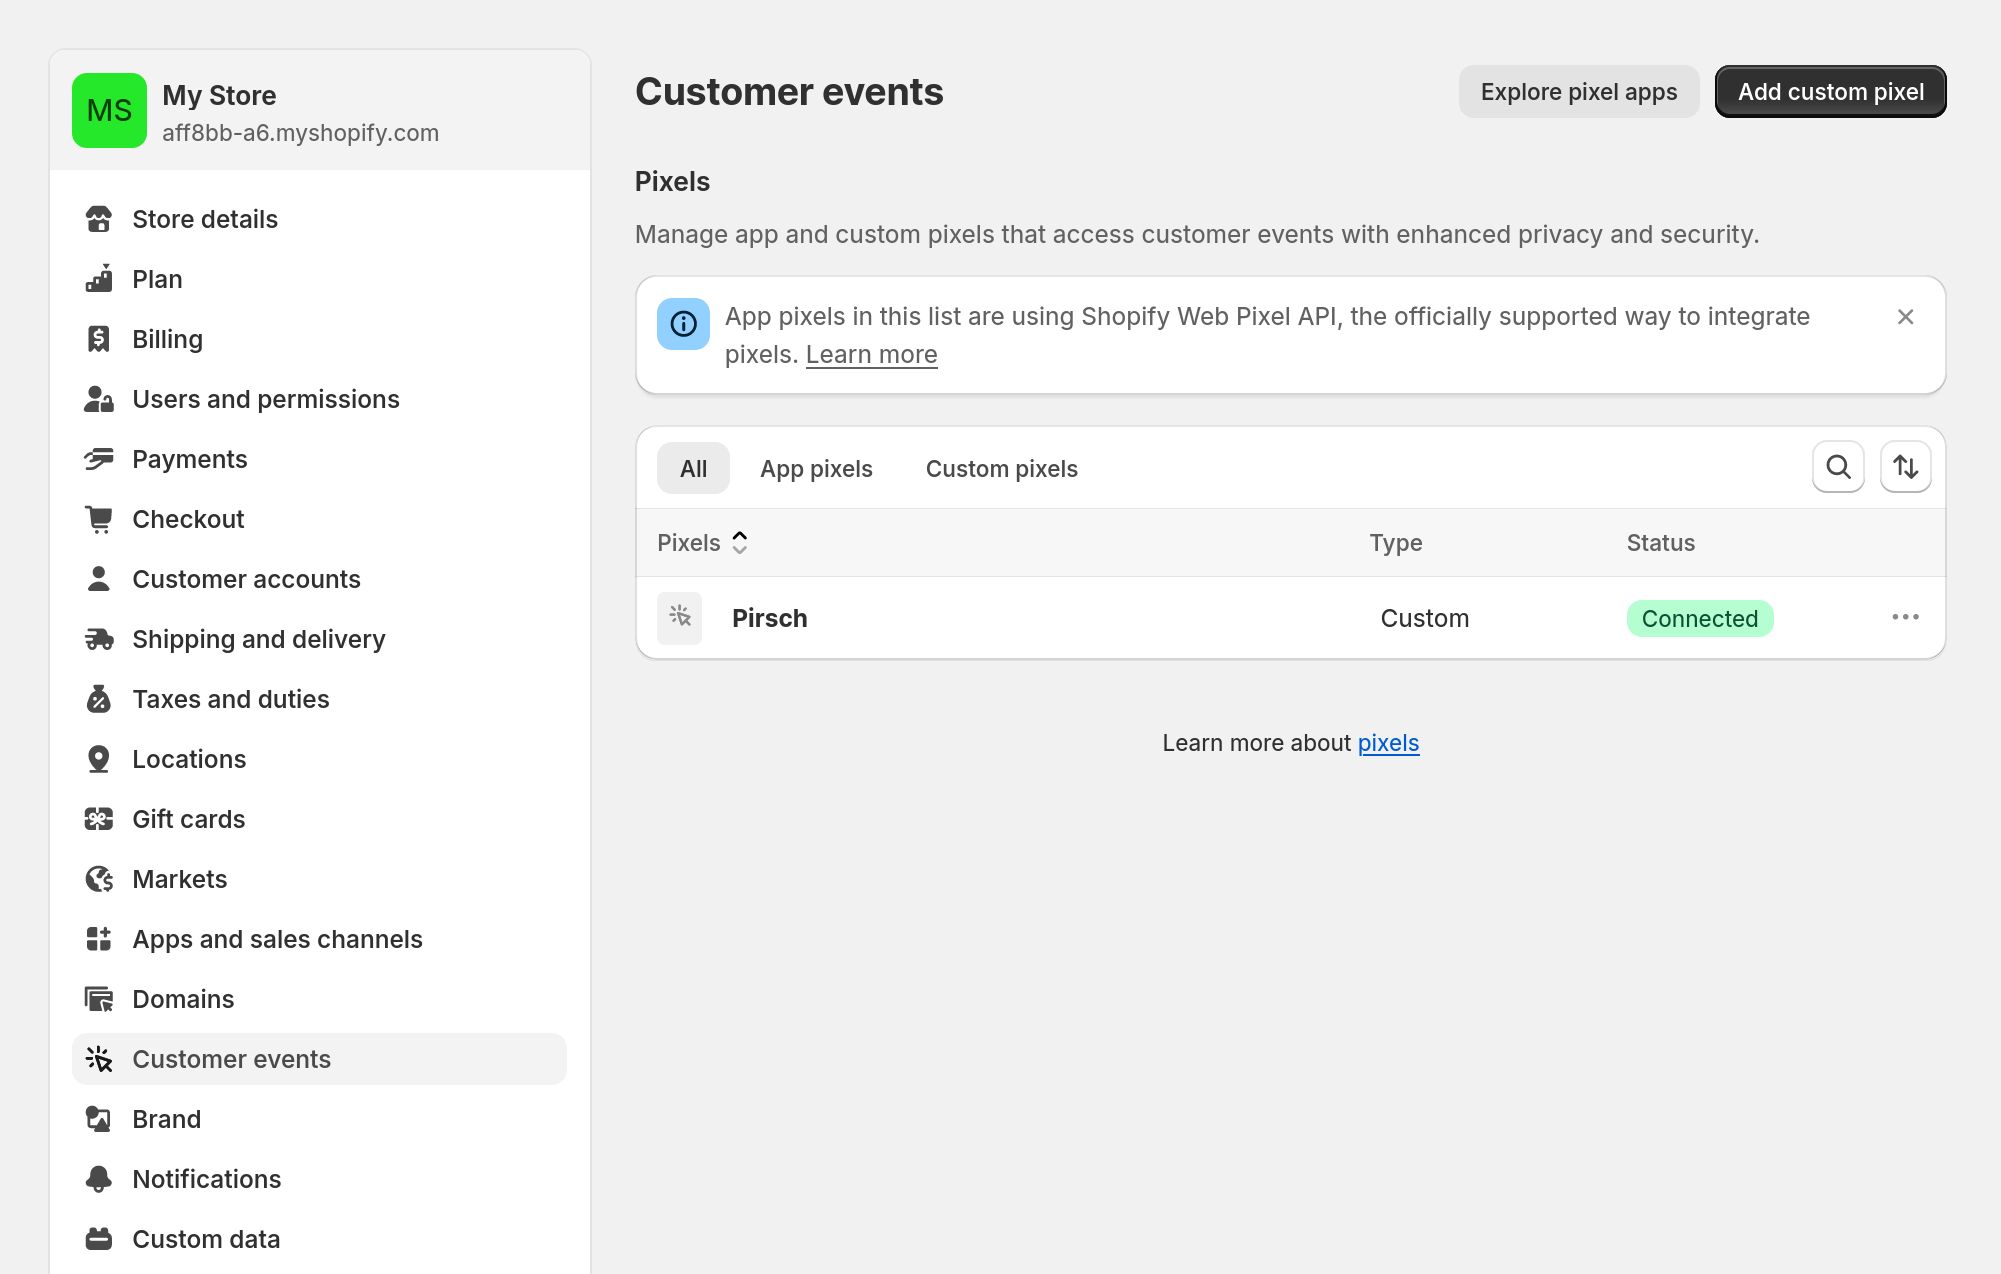 MS
My Store
aff8bb-a6.myshopify.com
Store details
Plan
Billing
Users and permissions
Payments
Checkout
Customer accounts
Shipping and delivery
Taxes and duties
Locations
Gift cards
Markets
Apps and sales channels
Domains
Customer events
Brand
Notifications
Custom data
Customer events
Explore pixel apps
Add custom pixel
Pixels
Manage app and custom pixels that access customer events with enhanced privacy and security.
App pixels in this list are using Shopify Web Pixel API, the officially supported way to integrate
pixels. Learn more
All App pixels Custom pixels
Pixels Type Status
Pirsch Custom Connected
Learn more about pixels